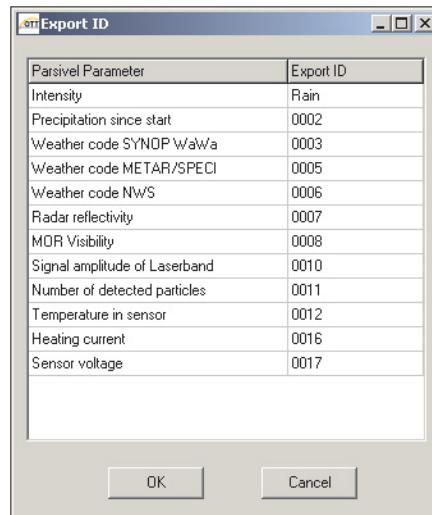 OTT Export ID
Parsivel Parameter Export ID
Intensity Rain
Precipitation since start 0002
Weather code SYNOP WaWa 0003
Weather code METAR/SPECI 0005
Weather code NWS 0006
Radar reflectivity 0007
MOR Visibility 0008
Signal amplitude of Laserband 0010
Number of detected particles 0011
Temperature in sensor 0012
Heating current 0016
Sensor voltage 0017
OK Cancel